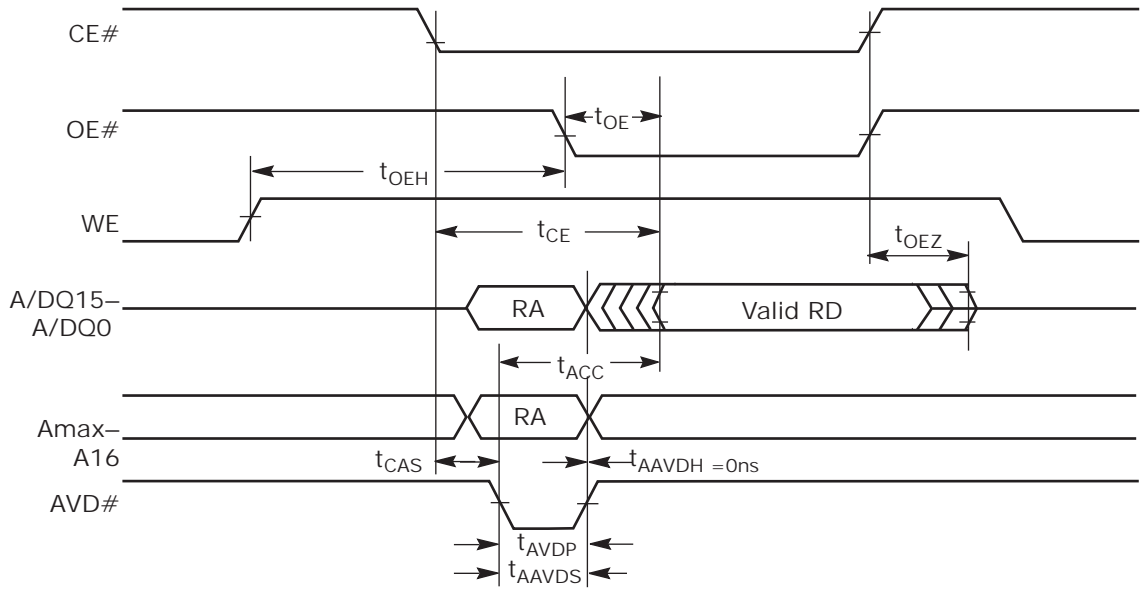 CE#
OE#
tOE
tOEH
WE
tCE
tOEZ
A/DQ15–
A/DQ0
RA
Valid RD
tACC
Amax–
A16
RA
tCAS
tAAVDH =0ns
AVD#
tAVDP
tAAVDS